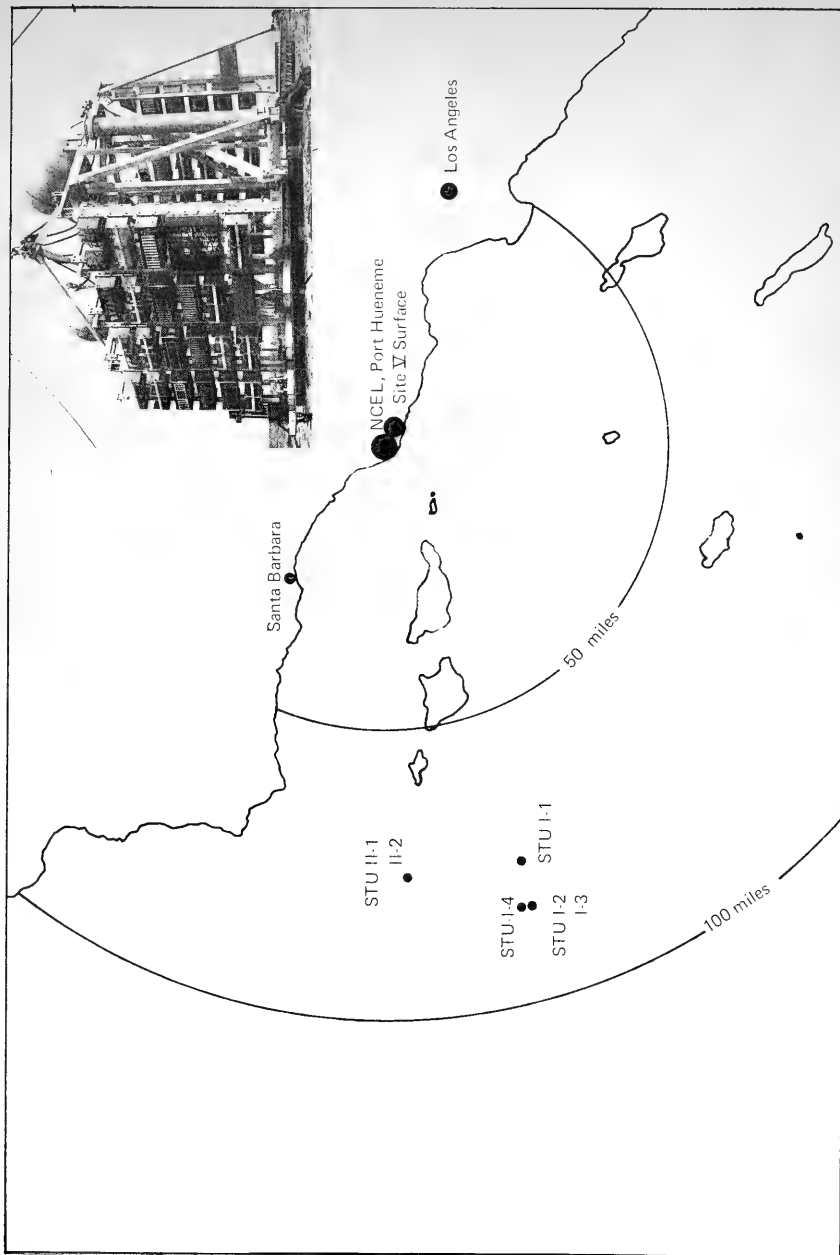 Los Angeles
NCEL, Port Hueneme
Site V Surface
Santa Barbara
50 miles
STU II-1
II-2
STU I-1
STU I-4
STU I-2
I-3
100 miles